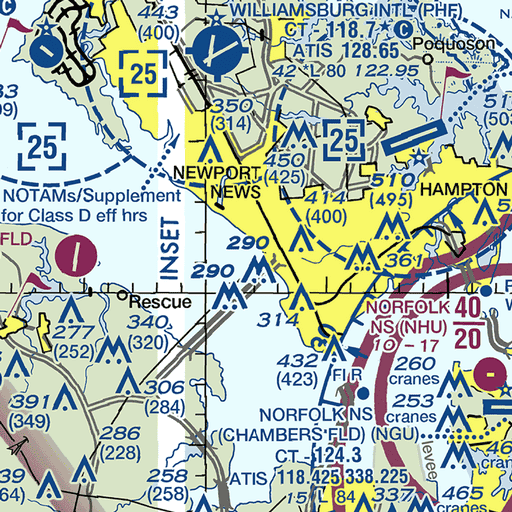 443
(400)
WILLIAMSBURG INTL (PHF)
CT - 118.7 C
ATIS 128.65
42 L 80 122.95
Poquoson
25
350
(314)
25
450
(425)
25
NEWPORT
NEWS
510
(495)
HAMPTON
414
(400)
NOTAMs/Supplement
for Class D eff hrs
INSET
FLD
290
361
290
Rescue
277
(252)
340
(320)
314
NORFOLK
NS (NHU)
10 - 17
40
20
432
(423)
260
cranes
391
(349)
306
(284)
253
cranes
NORFOLK NS
(CHAMBERS FLD) (NGU)
CT - 124.3
ATIS 118.425 338.225
15 L 84
286
(228)
258
(258)
337
465
cranes